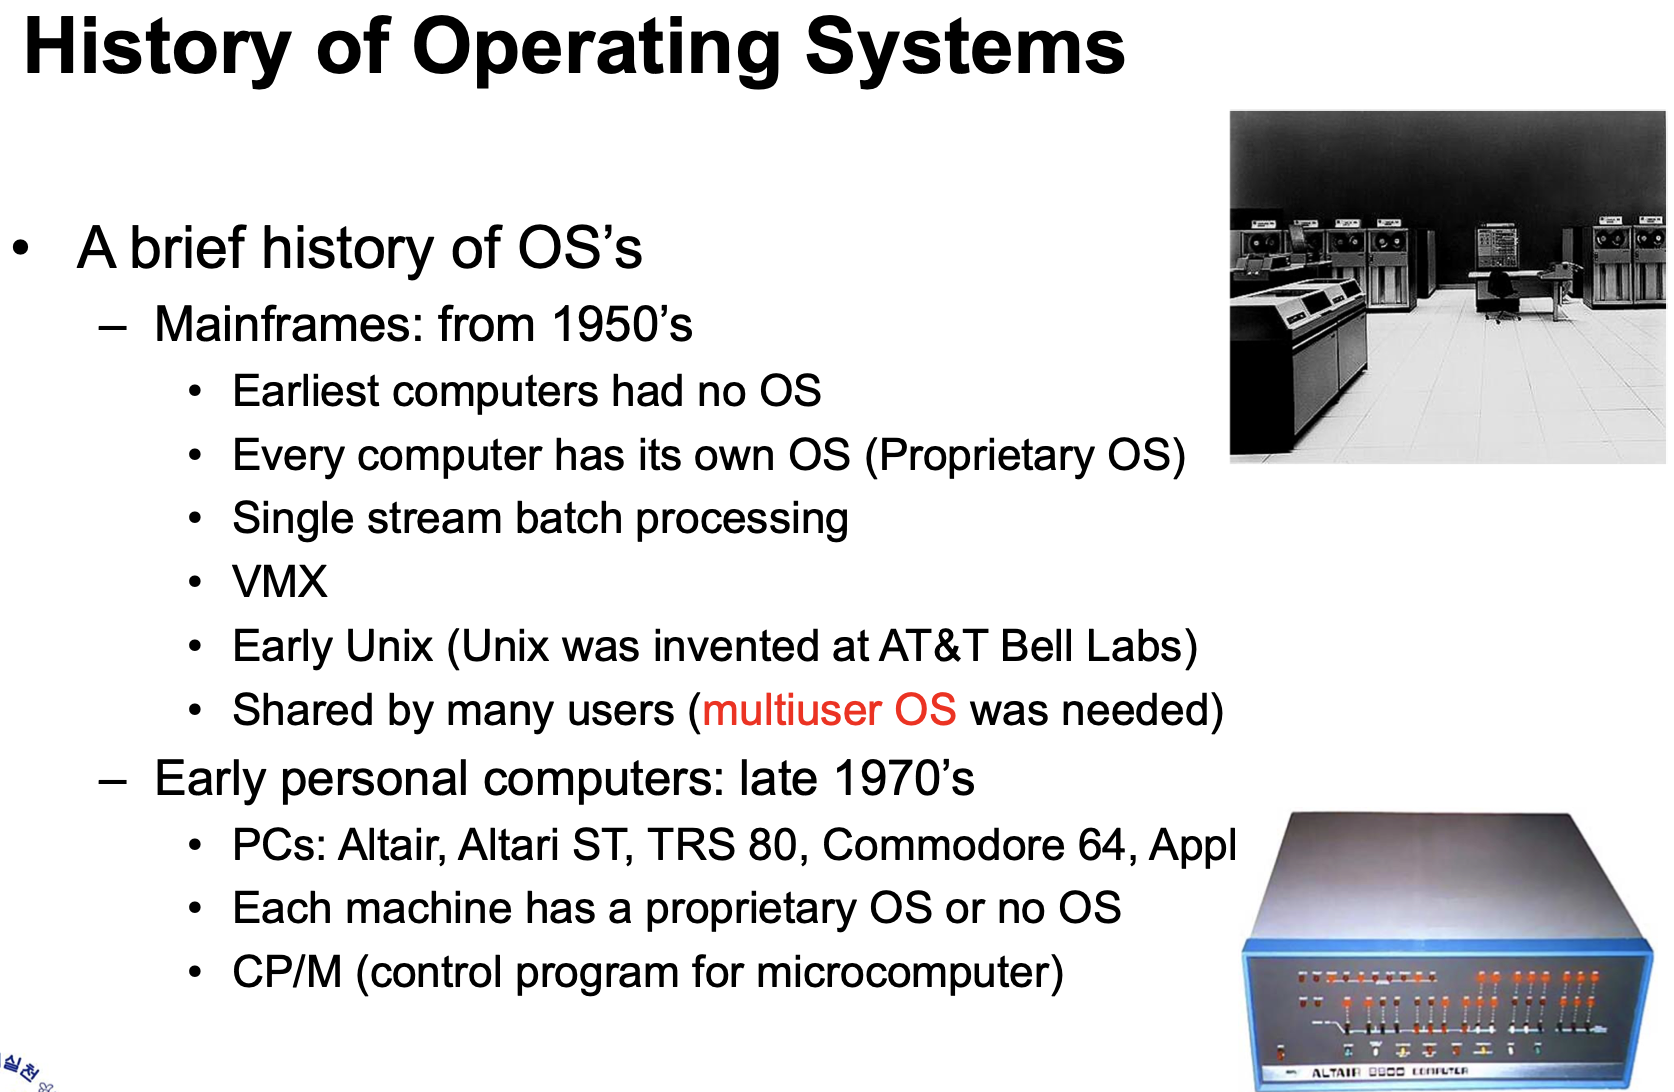 History of Operating Systems
• A brief history of OS’s
– Mainframes: from 1950’s
• Earliest computers had no OS
• Every computer has its own OS (Proprietary OS)
• Single stream batch processing
• VMX
• Early Unix (Unix was invented at AT&T Bell Labs)
• Shared by many users (multiuser OS was needed)
– Early personal computers: late 1970’s
• PCs: Altair, Altari ST, TRS 80, Commodore 64, Appl
• Each machine has a proprietary OS or no OS
• CP/M (control program for microcomputer)
ALTAIR 8800 COMPUTER
실천